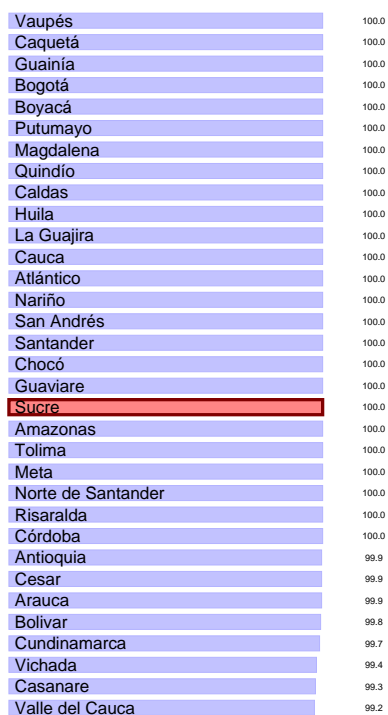 Vaupés 100.0
Caquetá 100.0
Guainía 100.0
Bogotá 100.0
Boyacá 100.0
Putumayo 100.0
Magdalena 100.0
Quindío 100.0
Caldas 100.0
Huila 100.0
La Guajira 100.0
Cauca 100.0
Atlántico 100.0
Nariño 100.0
San Andrés 100.0
Santander 100.0
Chocó 100.0
Guaviare 100.0
Sucre 100.0
Amazonas 100.0
Tolima 100.0
Meta 100.0
Norte de Santander 100.0
Risaralda 100.0
Córdoba 100.0
Antioquia 99.9
Cesar 99.9
Arauca 99.9
Bolivar 99.8
Cundinamarca 99.7
Vichada 99.4
Casanare 99.3
Valle del Cauca 99.2